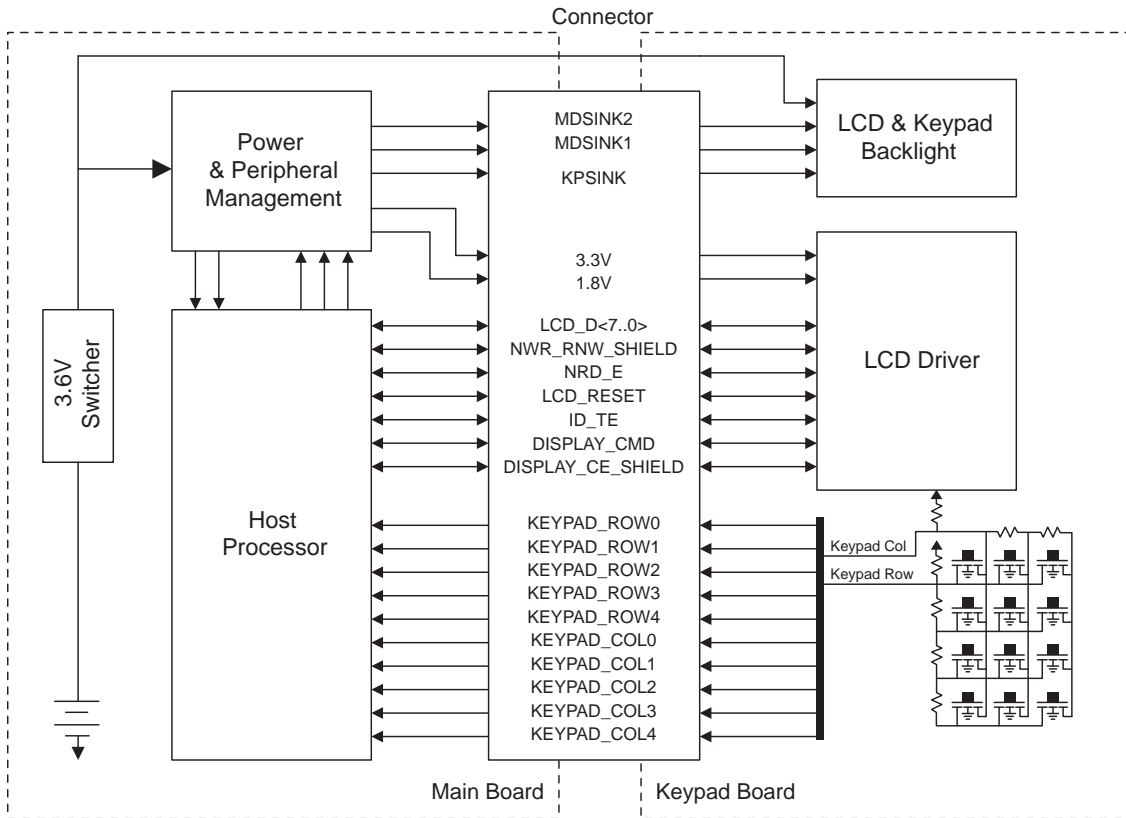 Connector
Power
& Peripheral
Management
MDSINK2
MDSINK1
KPSINK
LCD & Keypad
Backlight
3.3V
1.8V
3.6V
Switcher
LCD_D<7..0>
NWR_RNW_SHIELD
NRD_E
LCD_RESET
ID_TE
DISPLAY_CMD
DISPLAY_CE_SHIELD
LCD Driver
Host
Processor
KEYPAD_ROW0
KEYPAD_ROW1
KEYPAD_ROW2
KEYPAD_ROW3
KEYPAD_ROW4
KEYPAD_COL0
KEYPAD_COL1
KEYPAD_COL2
KEYPAD_COL3
KEYPAD_COL4
Keypad Col
Keypad Row
Main Board
Keypad Board